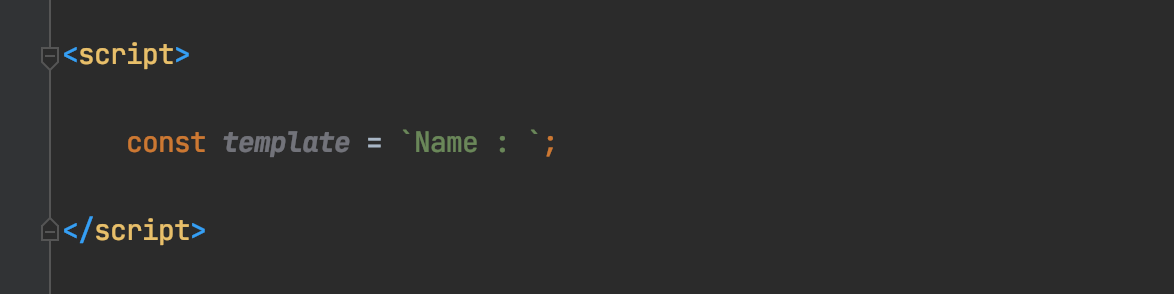 <script>
const template = `Name : `;
</script>